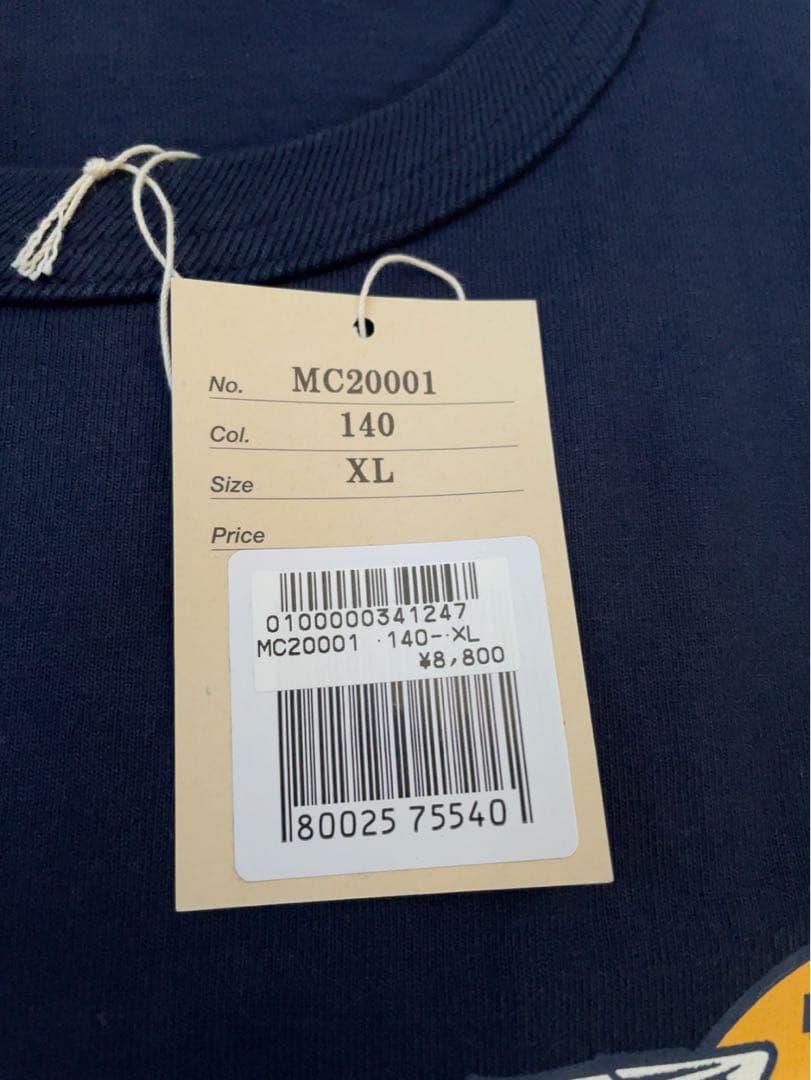 No. MC20001
Col. 140
Size XL
Price
0100000341247
MC20001 140- XL
¥8,800
80025 75540